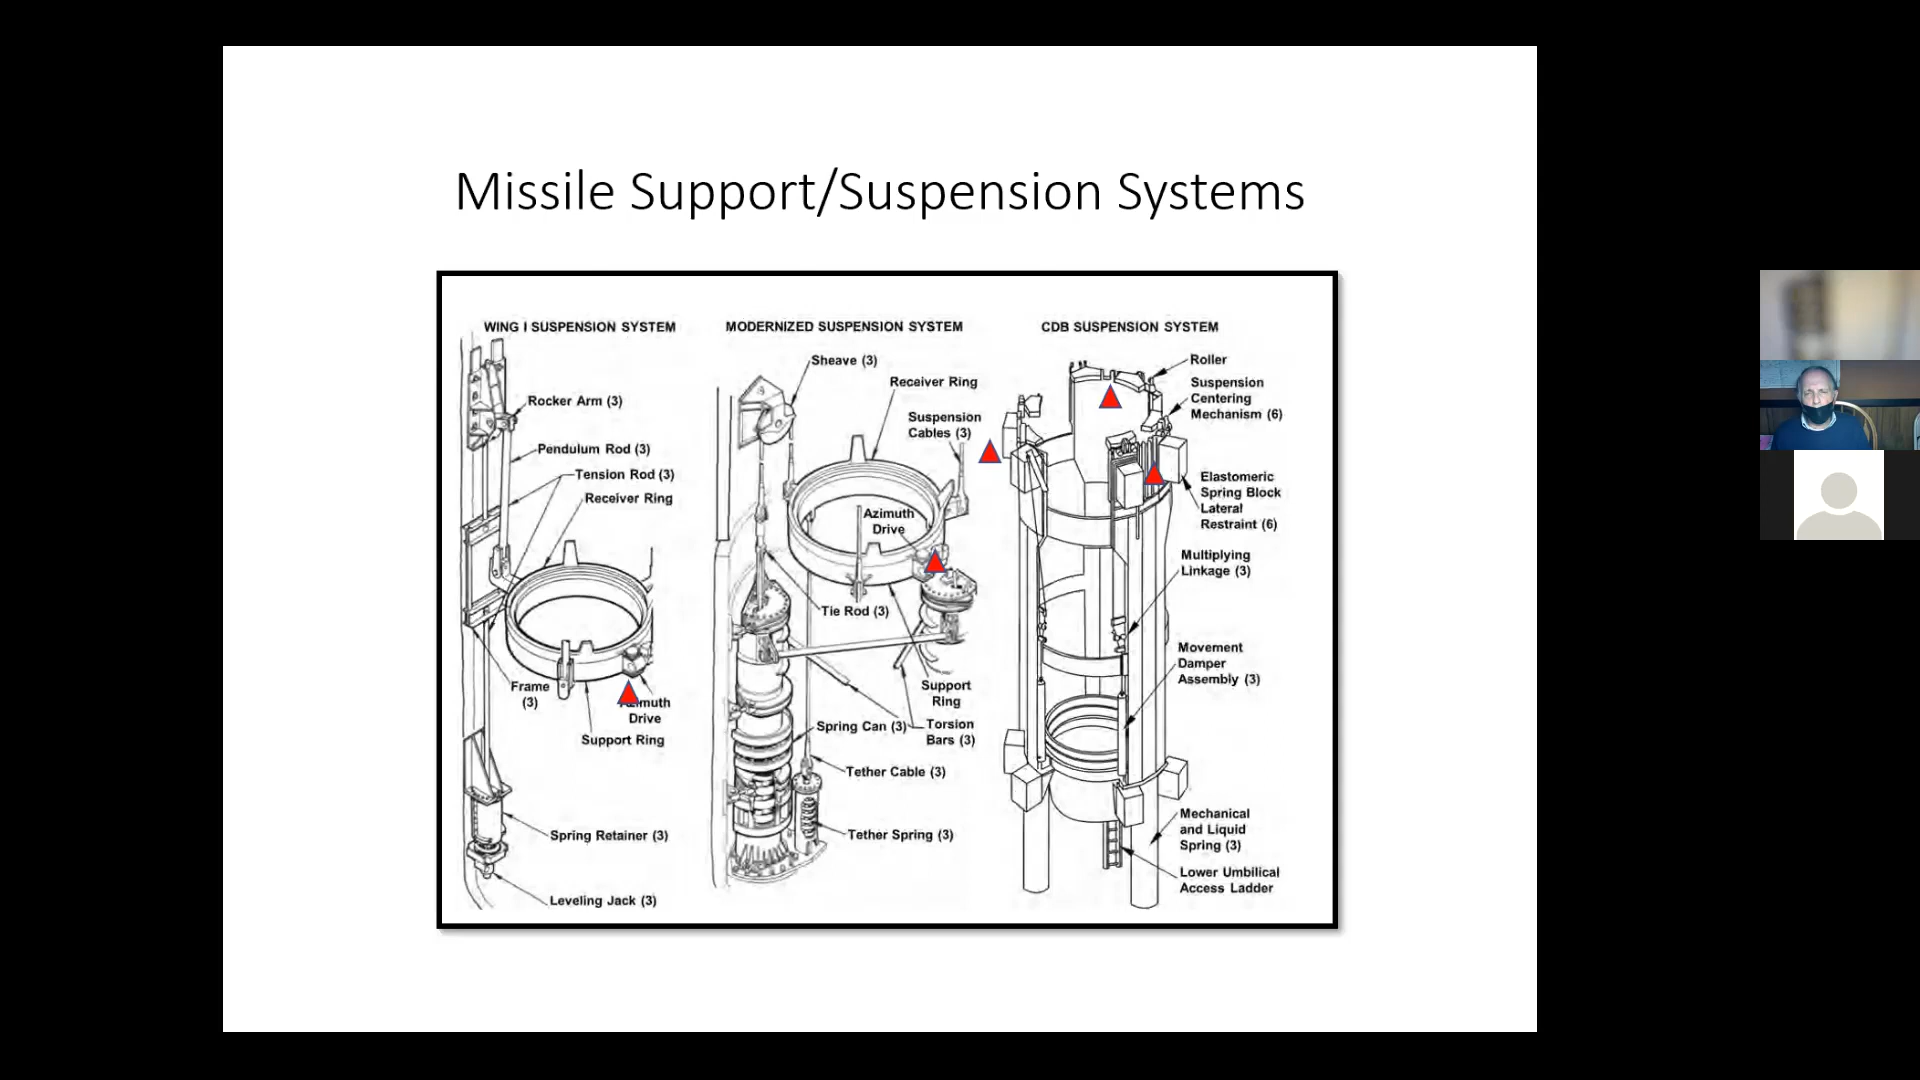 Missile Support/Suspension Systems
WING I SUSPENSION SYSTEM
Rocker Arm (3)
Pendulum Rod (3)
Tension Rod (3)
Receiver Ring
Frame
(3)
Azimuth
Drive
Support Ring
Spring Retainer (3)
Leveling Jack (3)
MODERNIZED SUSPENSION SYSTEM
Sheave (3)
Receiver Ring
Suspension
Cables (3)
Azimuth
Drive
Tie Rod (3)
Support
Ring
Spring Can (3)
Torsion
Bars (3)
Tether Cable (3)
Tether Spring (3)
CDB SUSPENSION SYSTEM
Roller
Suspension
Centering
Mechanism (6)
Elastomeric
Spring Block
Lateral
Restraint (6)
Multiplying
Linkage (3)
Movement
Damper
Assembly (3)
Mechanical
and Liquid
Spring (3)
Lower Umbilical
Access Ladder